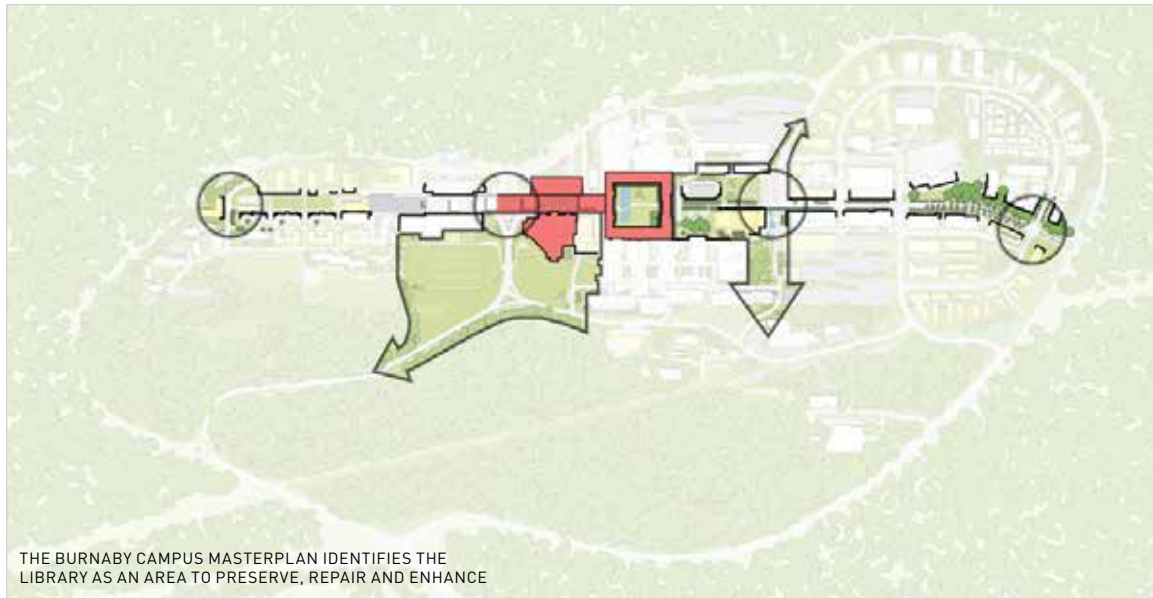 THE BURNABY CAMPUS MASTERPLAN IDENTIFIES THE
LIBRARY AS AN AREA TO PRESERVE, REPAIR AND ENHANCE